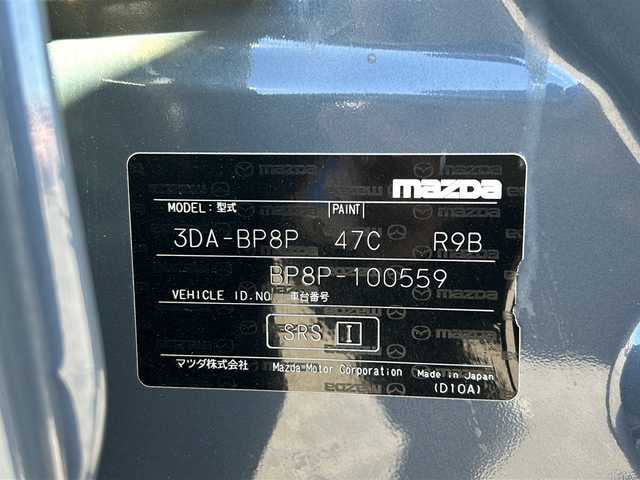 mazda
MODEL: 型式 PAINT
3DA-BP8P 47C R9B
BP8P-100559
VEHICLE ID.NO 車台番号
SRS I
マツダ株式会社 Mazda Motor Corporation Made in Japan
(D10A)